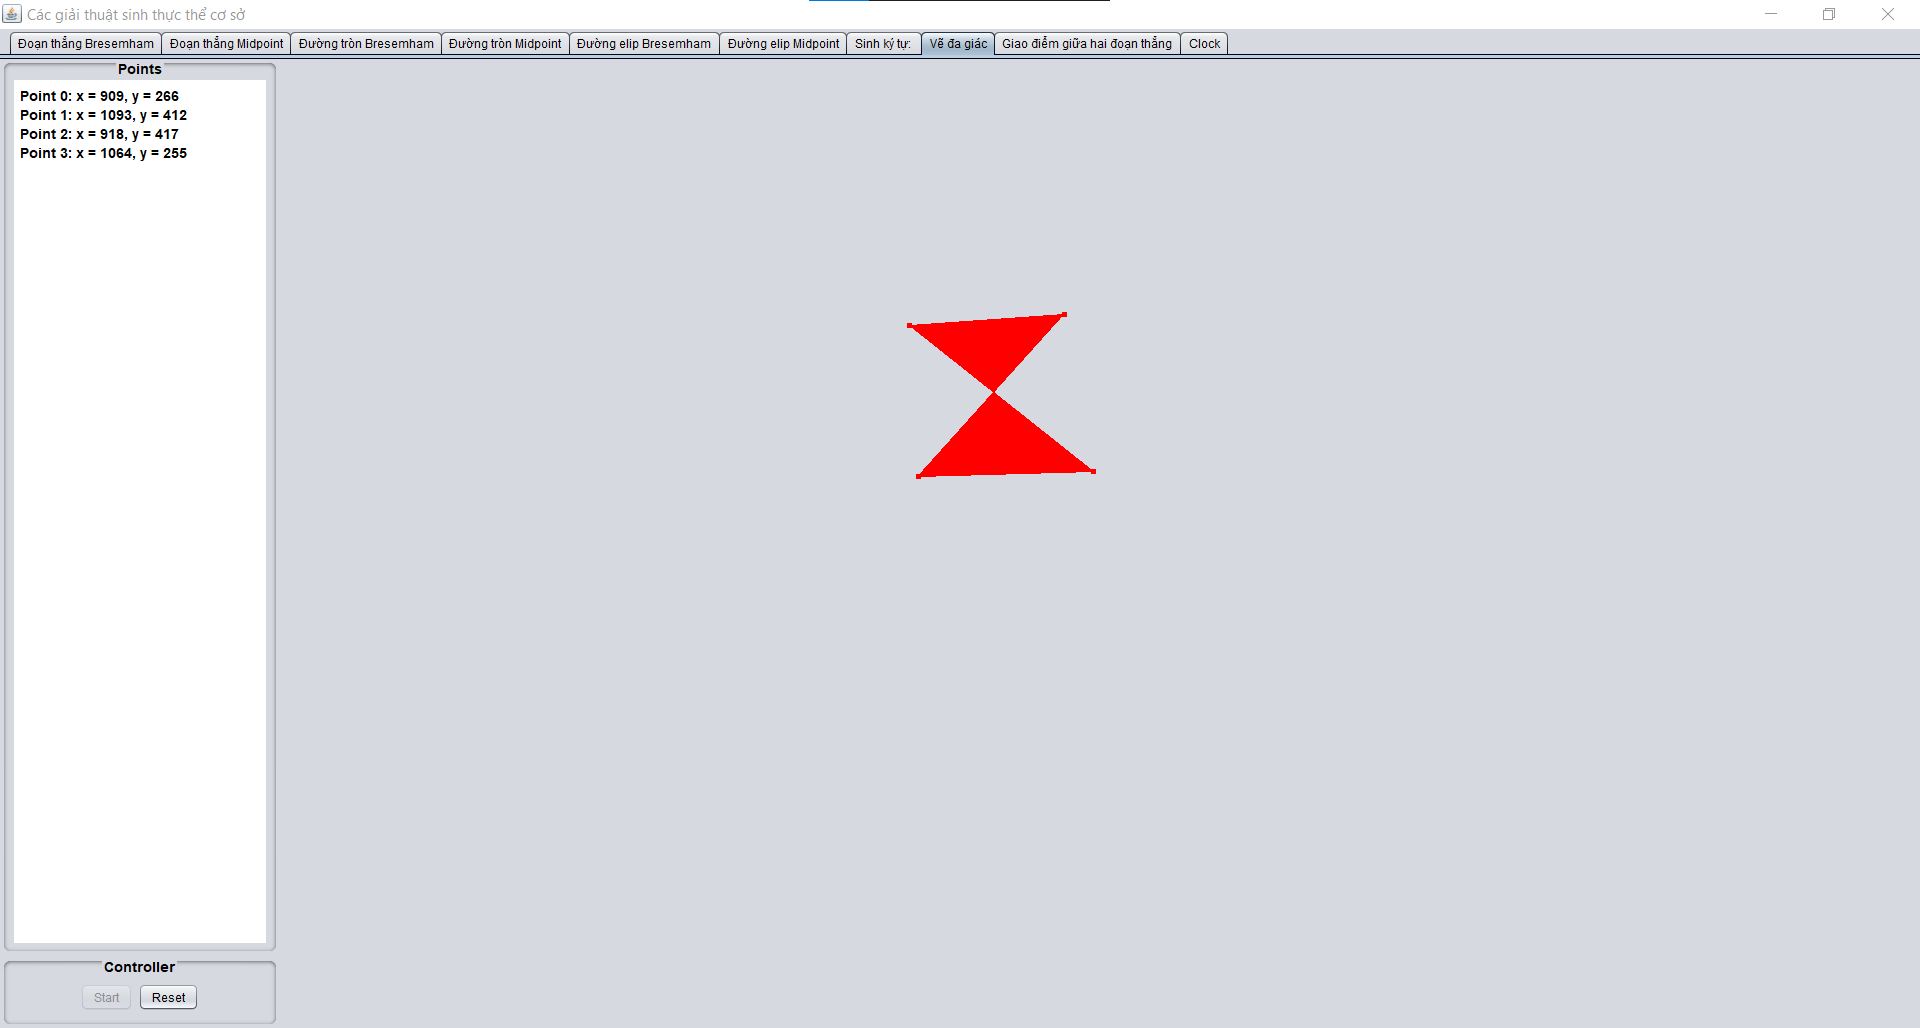 Các giải thuật sinh thực thể cơ sở
Đoạn thẳng Bresemham Đoạn thẳng Midpoint Đường tròn Bresemham Đường tròn Midpoint Đường elip Bresemham Đường elip Midpoint Sinh ký tự: Vẽ đa giác Giao điểm giữa hai đoạn thẳng Clock
Points
Point 0: x = 909, y = 266
Point 1: x = 1093, y = 412
Point 2: x = 918, y = 417
Point 3: x = 1064, y = 255
Controller
Start Reset